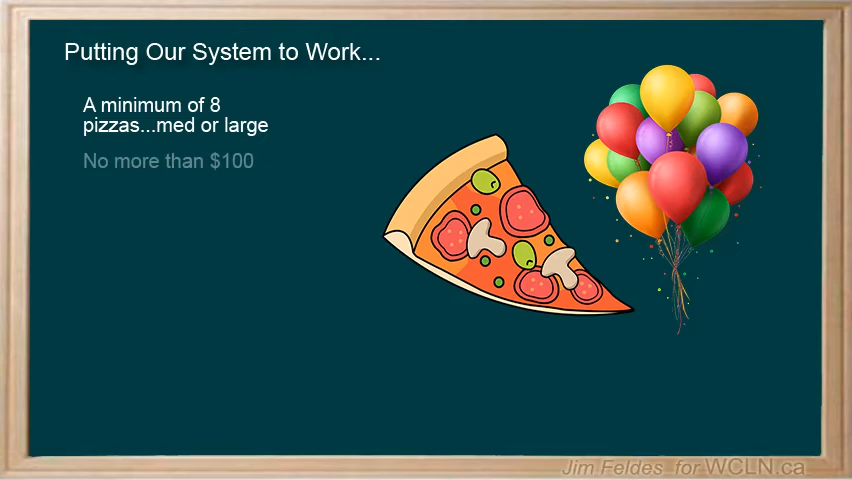 Putting Our System to Work...
A minimum of 8
pizzas...med or large
No more than $100
Jim Feldes for WCLN.ca